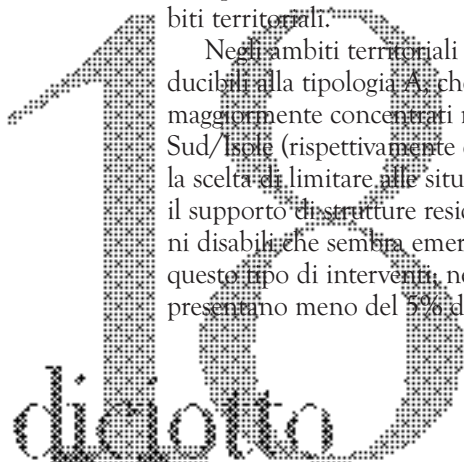 biti territoriali.
Negli ambiti territoriali
ducibili alla tipologia A, che
maggiormente concentrati
Sud/Isole (rispettivamente
la scelta di limitare alle situ
il supporto di strutture resid
ni disabili che sembra emer
questo tipo di interventi, no
presentano meno del 5% d
18
diciotto